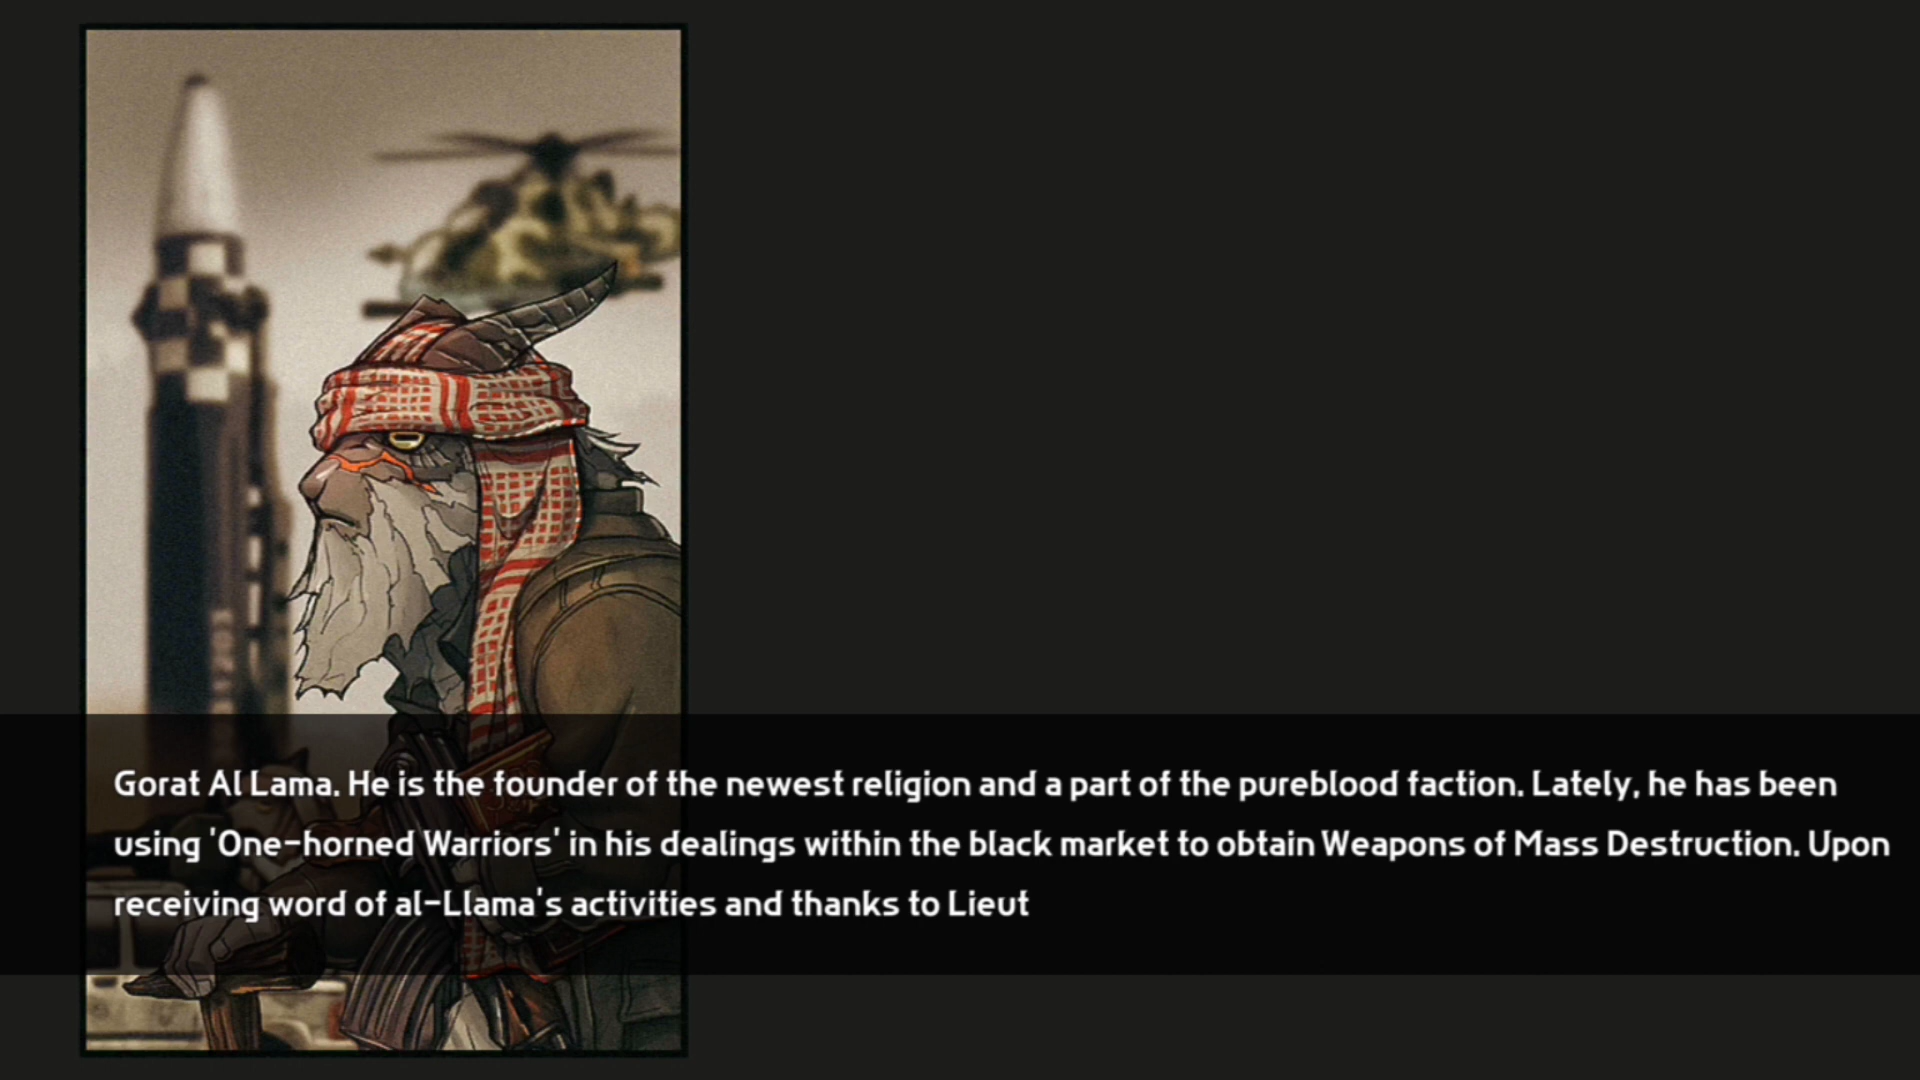 Gorat Al Lama. He is the founder of the newest religion and a part of the pureblood faction. Lately, he has been
using 'One-horned Warriors' in his dealings within the black market to obtain Weapons of Mass Destruction. Upon
receiving word of al-Llama's activities and thanks to Lieut